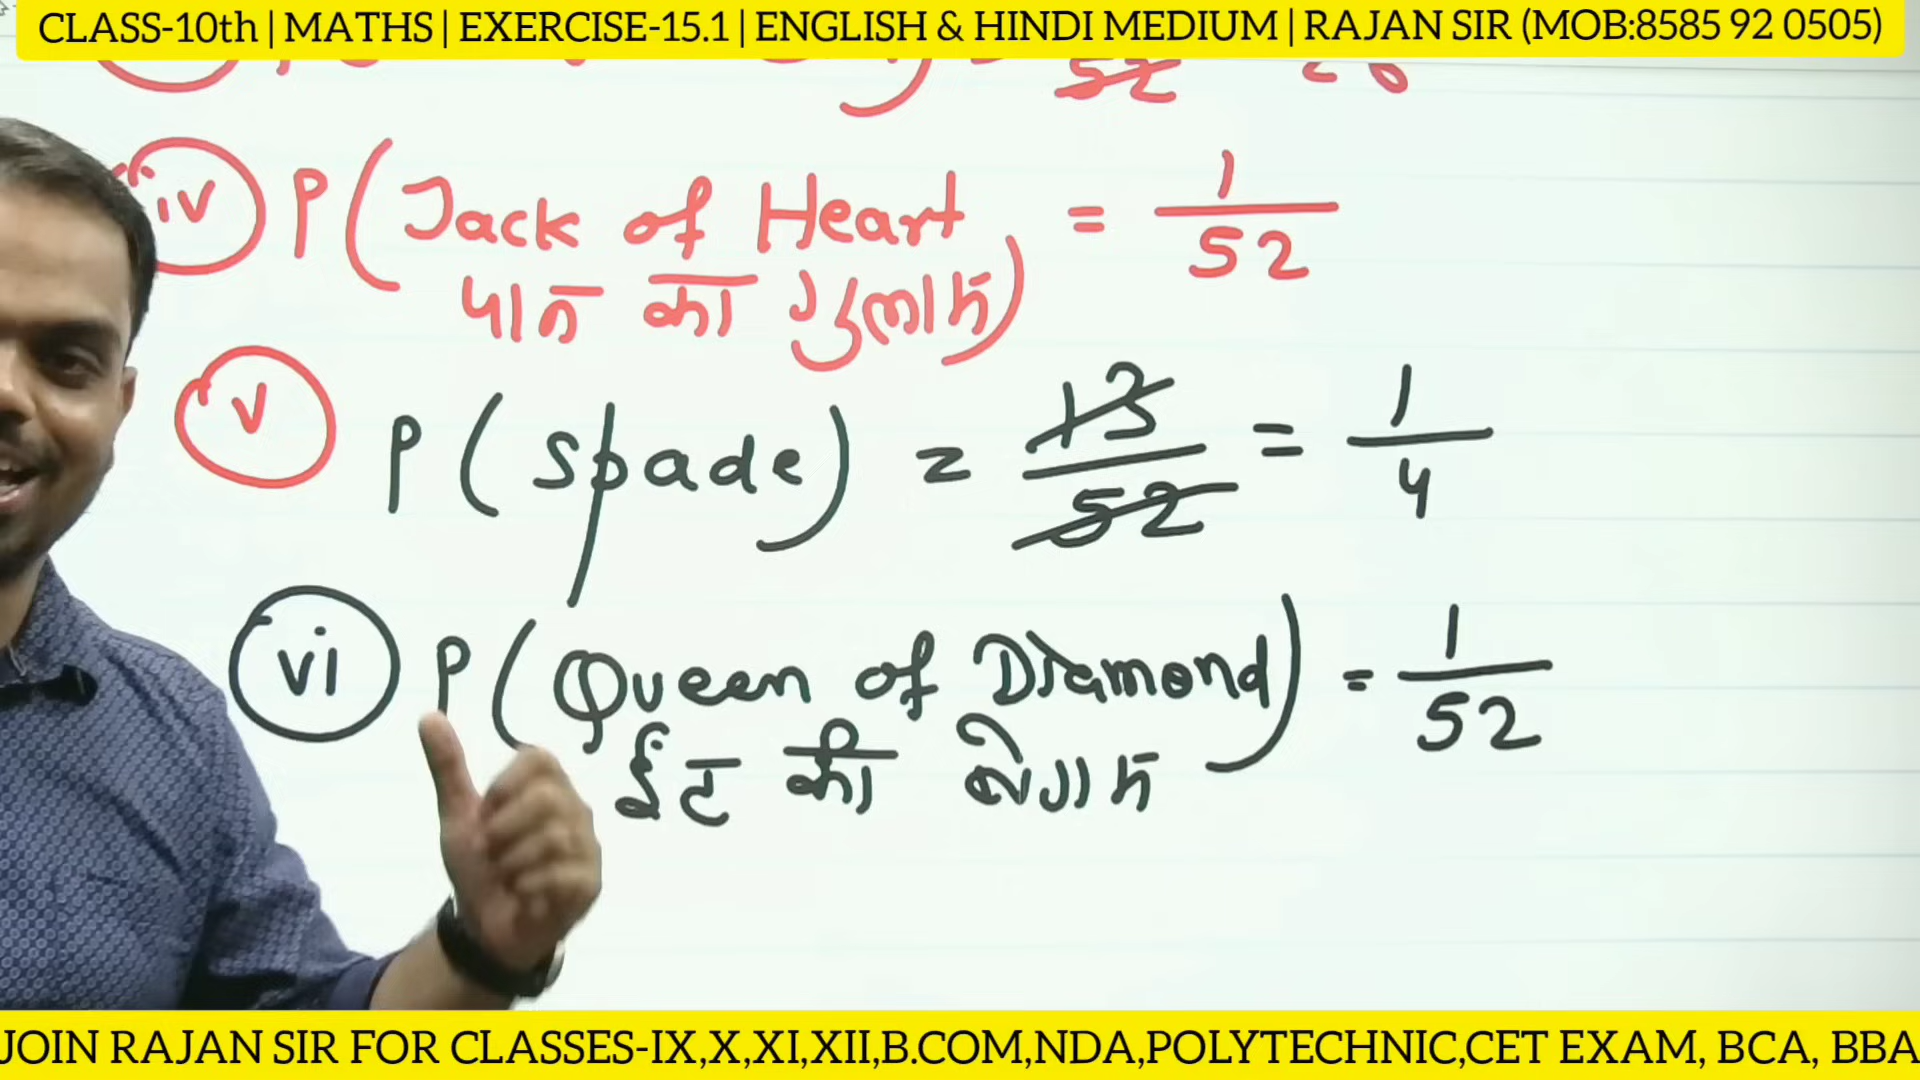 CLASS-10th | MATHS | EXERCISE-15.1 | ENGLISH & HINDI MEDIUM | RAJAN SIR (MOB:8585 92 0505)
52 26
iv P(Jack of Heart = 1/52
पान का गुलाम)
v P(spade) = 13/52 = 1/4
vi P(Queen of Diamond) = 1/52
ईंट की बेगम
JOIN RAJAN SIR FOR CLASSES-IX,X,XI,XII,B.COM,NDA,POLYTECHNIC,CET EXAM, BCA, BBA